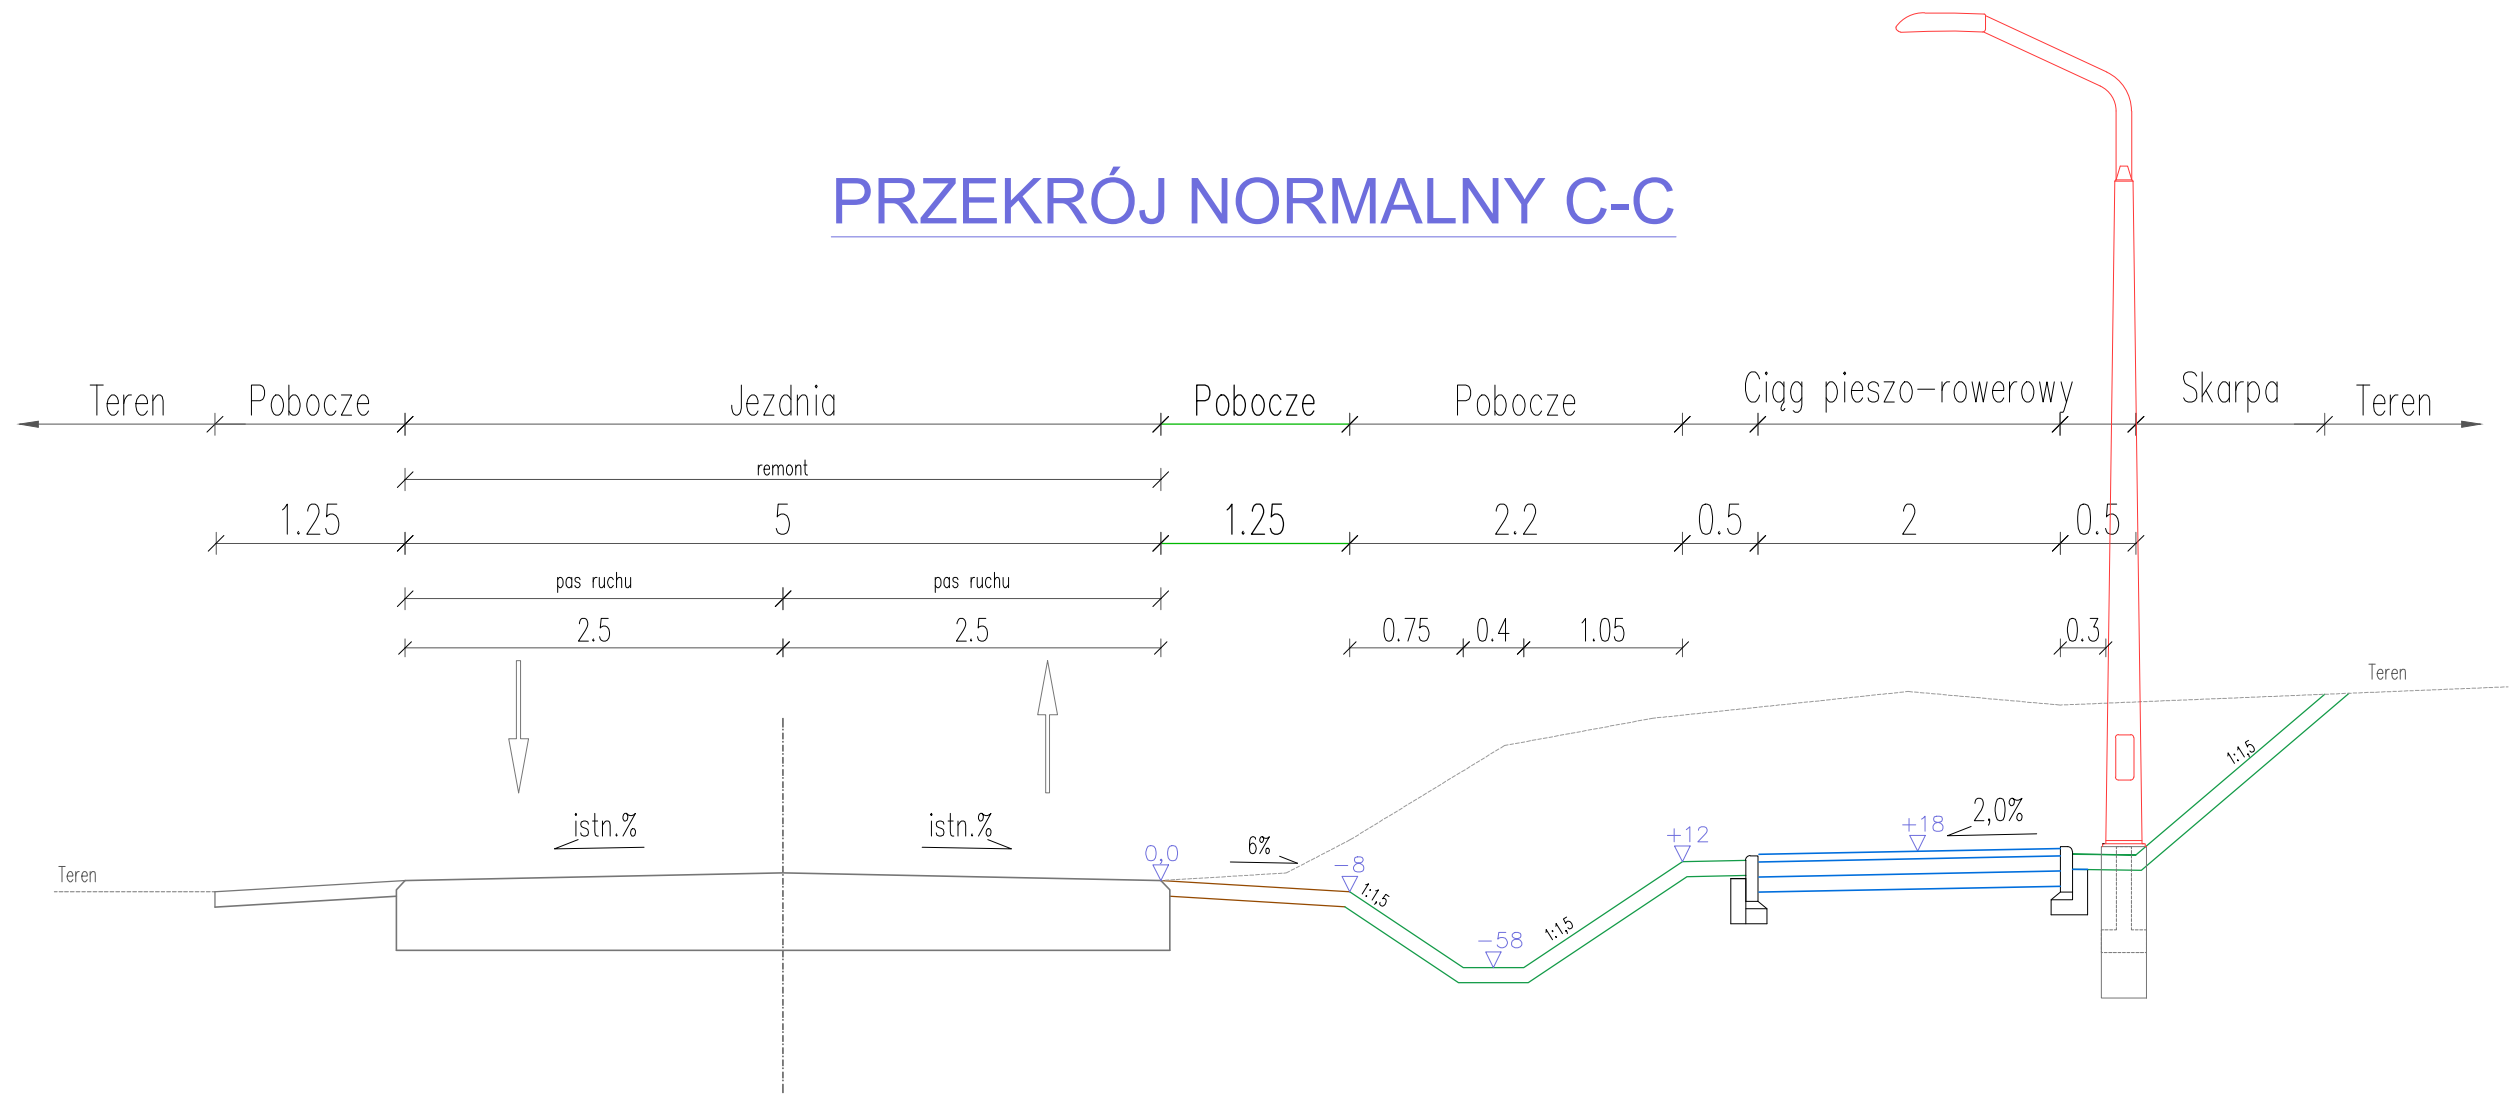 PRZEKRÓJ NORMALNY C-C
Teren Pobocze Jezdnia Pobocze Pobocze Ciąg pieszo-rowerowy Skarpa Teren
remont
1.25 5 1.25 2.2 0.5 2 0.5
pas ruchu pas ruchu
2.5 2.5 0.75 0.4 1.05 0.3
Teren
1:1,5
istn.% istn.% 2,0%
0,0 6% -8 +12 +18
Teren
1:1,5
1:1,5
-58